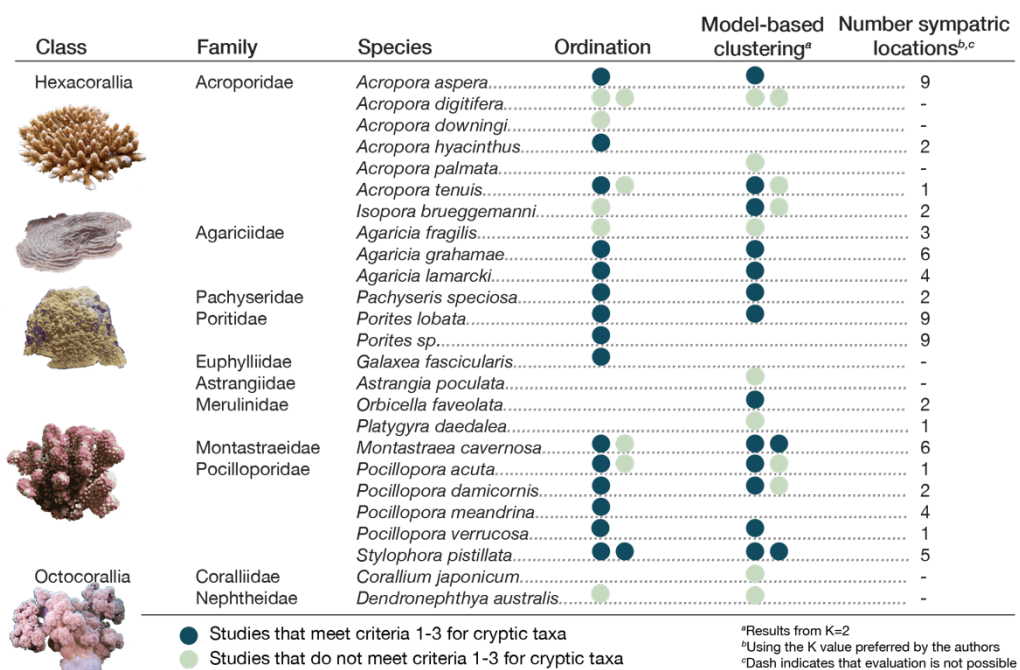 Class Family Species Ordination Model-based clusteringᵃ Number sympatric locationsᵇ,ᶜ
Hexacorallia Acroporidae Acropora aspera 9
Acropora digitifera -
Acropora downingi -
Acropora hyacinthus 2
Acropora palmata -
Acropora tenuis 1
Isopora brueggemanni 2
Agariciidae Agaricia fragilis 3
Agaricia grahamae 6
Agaricia lamarcki 4
Pachyseridae Pachyseris speciosa 2
Poritidae Porites lobata 9
Porites sp. 9
Euphylliidae Galaxea fascicularis -
Astrangiidae Astrangia poculata -
Merulinidae Orbicella faveolata 2
Platygyra daedalea 1
Montastraeidae Montastraea cavernosa 6
Pocilloporidae Pocillopora acuta 1
Pocillopora damicornis 2
Pocillopora meandrina 4
Pocillopora verrucosa 1
Stylophora pistillata 5
Octocorallia Coralliidae Corallium japonicum -
Nephtheidae Dendronephthya australis -
Studies that meet criteria 1-3 for cryptic taxa
Studies that do not meet criteria 1-3 for cryptic taxa
ᵃResults from K=2
ᵇUsing the K value preferred by the authors
ᶜDash indicates that evaluation is not possible